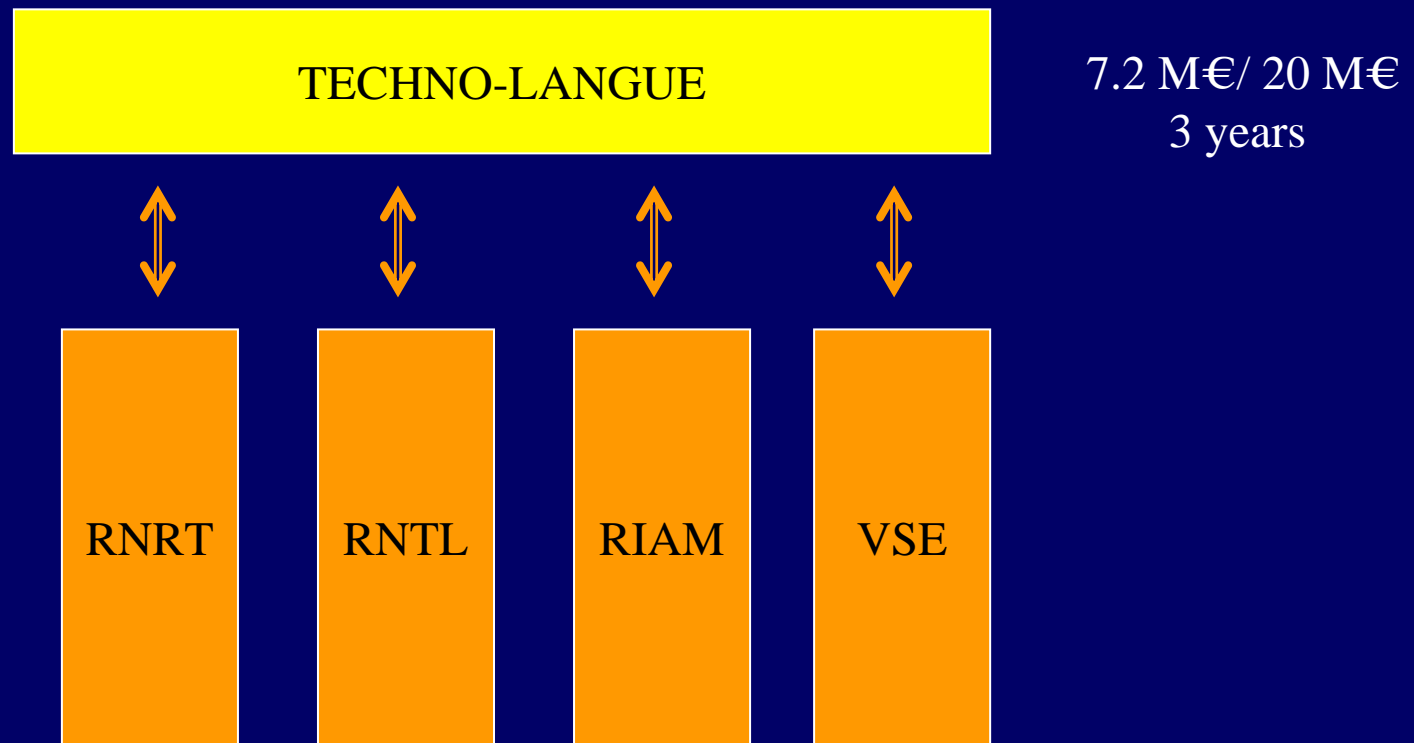 TECHNO-LANGUE
7.2 M€/ 20 M€
3 years
RNRT
RNTL
RIAM
VSE